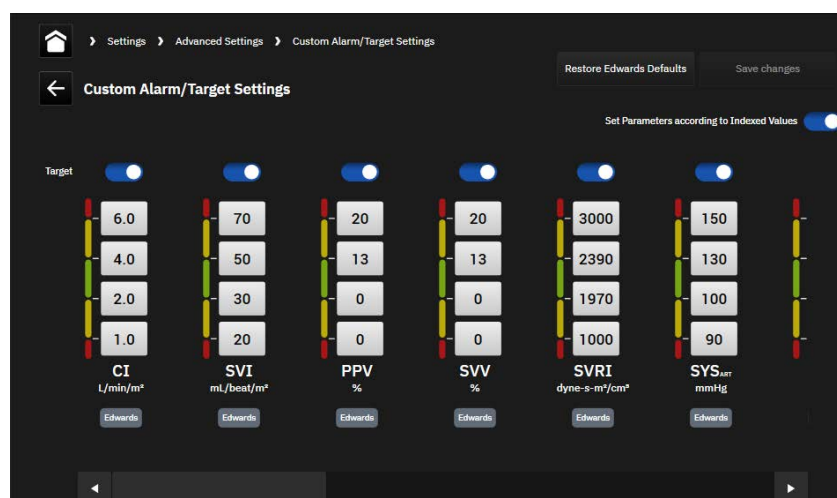 Settings Advanced Settings Custom Alarm/Target Settings
Restore Edwards Defaults Save changes
Custom Alarm/Target Settings
Set Parameters according to Indexed Values
Target
6.0 70 20 20 3000 150
4.0 50 13 13 2390 130
2.0 30 0 0 1970 100
1.0 20 0 0 1000 90
CI SVI PPV SVV SVRI SYSART
L/min/m² mL/beat/m² % % dyne-s-m²/cm⁵ mmHg
Edwards Edwards Edwards Edwards Edwards Edwards